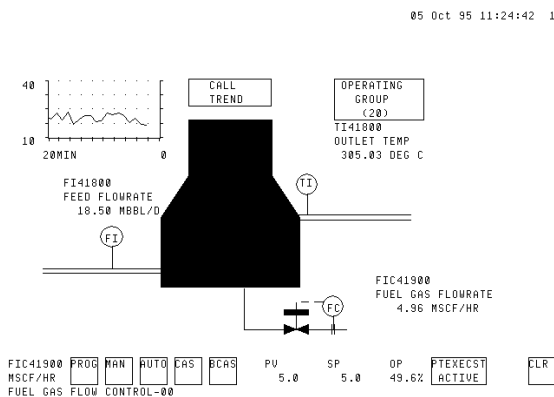 05 Oct 95 11:24:42 1
40
10
20MIN 0
CALL
TREND
OPERATING
GROUP
(20)
TI41800
OUTLET TEMP
305.03 DEG C
FI41800
FEED FLOWRATE
18.50 MBBL/D
TI
FI
FIC41900
FUEL GAS FLOWRATE
4.96 MSCF/HR
FC
FIC41900 PROG MAN AUTO CAS BCAS PV SP OP PTEXECST CLR
MSCF/HR 5.0 5.0 49.6% ACTIVE
FUEL GAS FLOW CONTROL-00